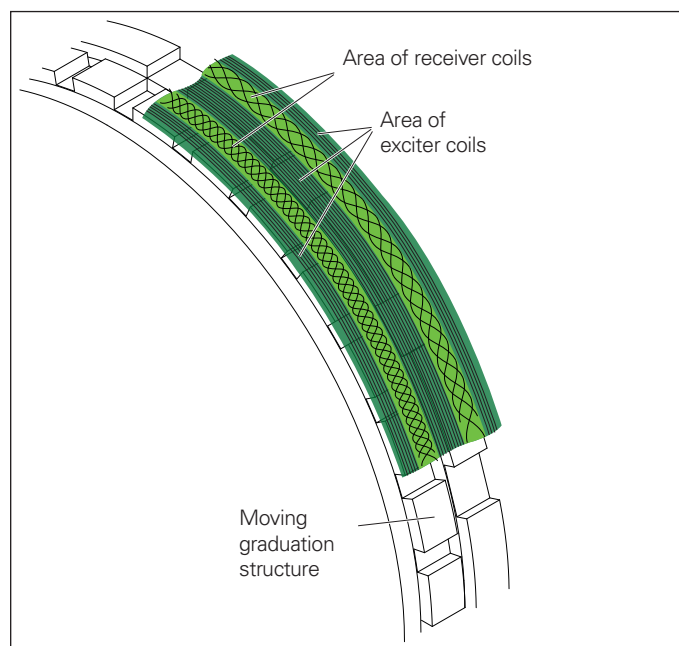 Area of receiver coils
Area of
exciter coils
Moving
graduation
structure